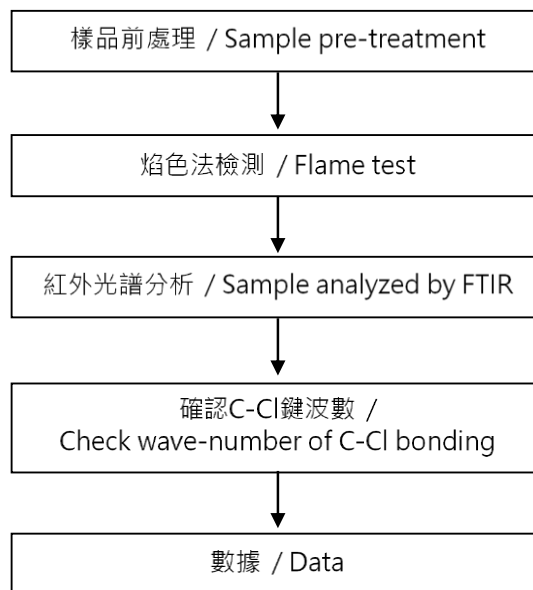 樣品前處理 / Sample pre-treatment
焰色法檢測 / Flame test
紅外光譜分析 / Sample analyzed by FTIR
確認C-Cl鍵波數 /
Check wave-number of C-Cl bonding
數據 / Data